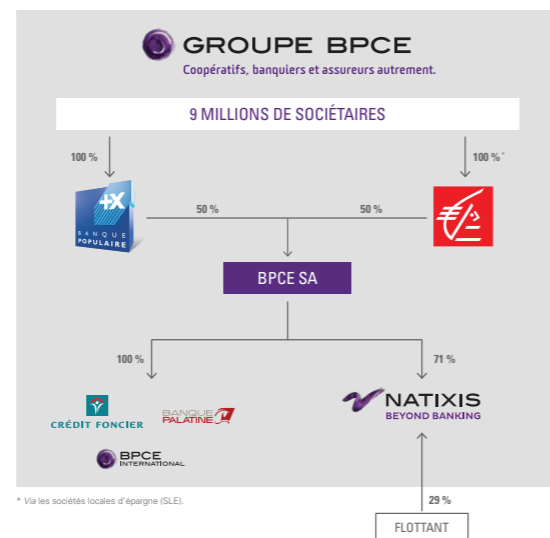 GROUPE BPCE
Coopératifs, banquiers et assureurs autrement.
9 MILLIONS DE SOCIÉTAIRES
100 %
100 %*
+X
BANQUE
POPULAIRE
50 %
50 %
BPCE SA
100 %
71 %
CRÉDIT FONCIER
BANQUE
PALATINE
NATIXIS
BEYOND BANKING
BPCE
INTERNATIONAL
* Via les sociétés locales d'épargne (SLE).
29 %
FLOTTANT